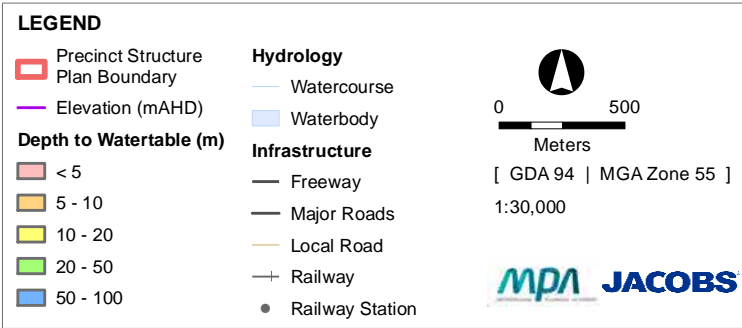 LEGEND
Precinct Structure
Plan Boundary
Elevation (mAHD)
Depth to Watertable (m)
< 5
5 - 10
10 - 20
20 - 50
50 - 100
Hydrology
Watercourse
Waterbody
Infrastructure
Freeway
Major Roads
Local Road
Railway
Railway Station
0 500
Meters
[ GDA 94 | MGA Zone 55 ]
1:30,000
MPA
JACOBS